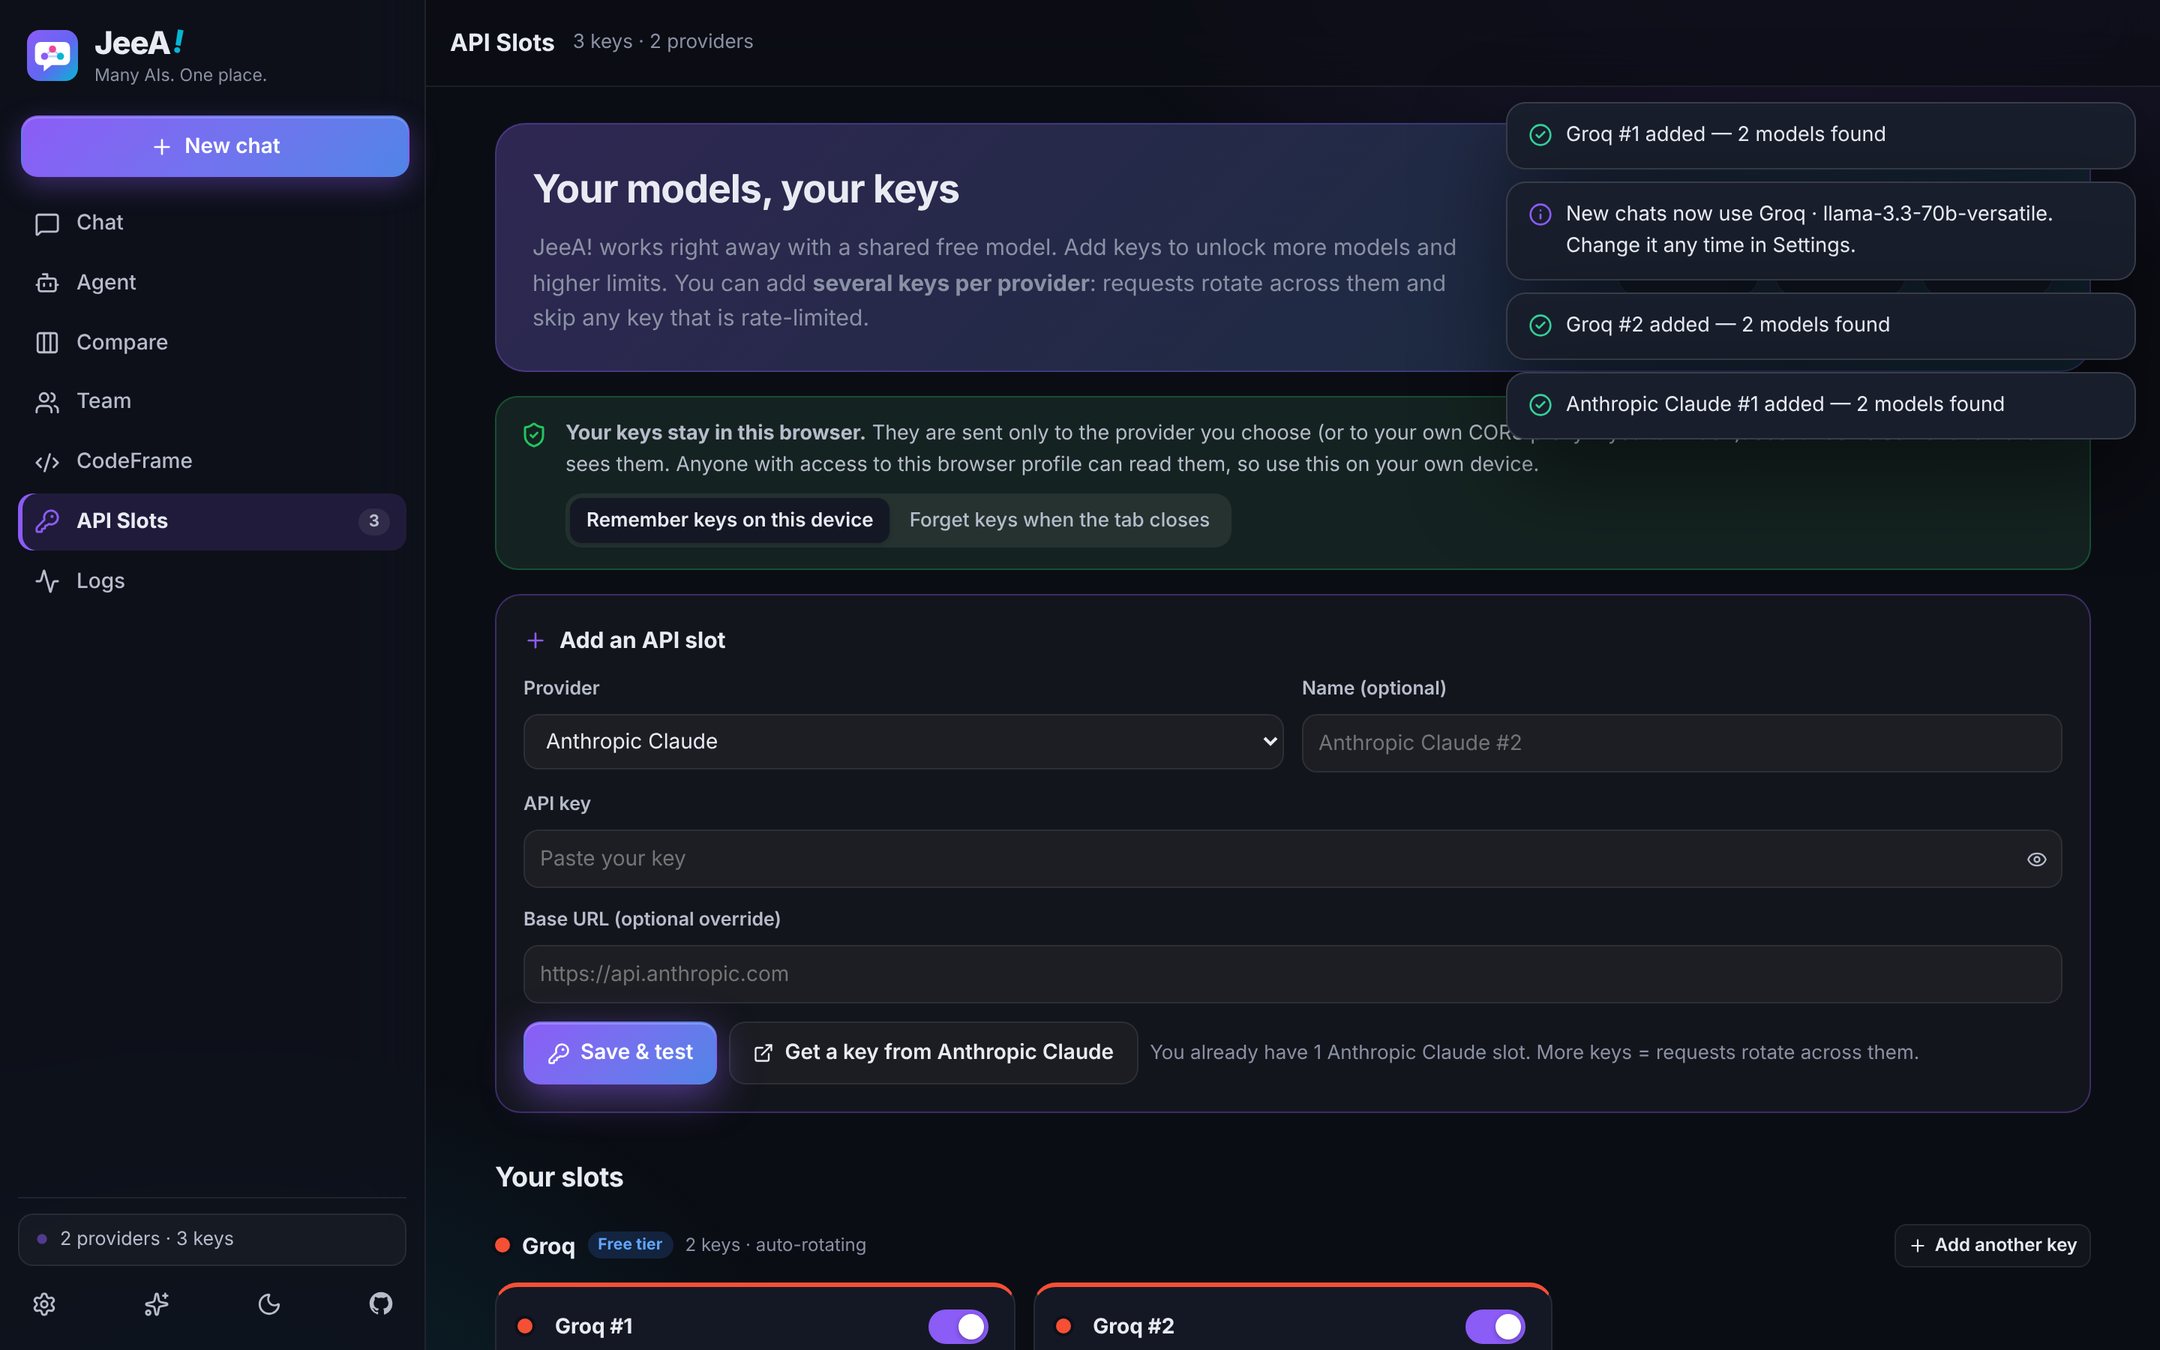 JeeA!
Many AIs. One place.
New chat
Chat
Agent
Compare
Team
CodeFrame
API Slots
3
Logs
2 providers · 3 keys
API Slots
3 keys · 2 providers
Your models, your keys
JeeA! works right away with a shared free model. Add keys to unlock more models and
higher limits. You can add several keys per provider: requests rotate across them and
skip any key that is rate-limited.
Groq #1 added — 2 models found
New chats now use Groq · llama-3.3-70b-versatile.
Change it any time in Settings.
Groq #2 added — 2 models found
Anthropic Claude #1 added — 2 models found
Your keys stay in this browser. They are sent only to the provider you choose (or to your own CORS
sees them. Anyone with access to this browser profile can read them, so use this on your own device.
Remember keys on this device
Forget keys when the tab closes
Add an API slot
Provider
Name (optional)
Anthropic Claude
Anthropic Claude #2
API key
Paste your key
Base URL (optional override)
https://api.anthropic.com
Save & test
Get a key from Anthropic Claude
You already have 1 Anthropic Claude slot. More keys = requests rotate across them.
Your slots
Groq
Free tier
2 keys · auto-rotating
Add another key
Groq #1
Groq #2